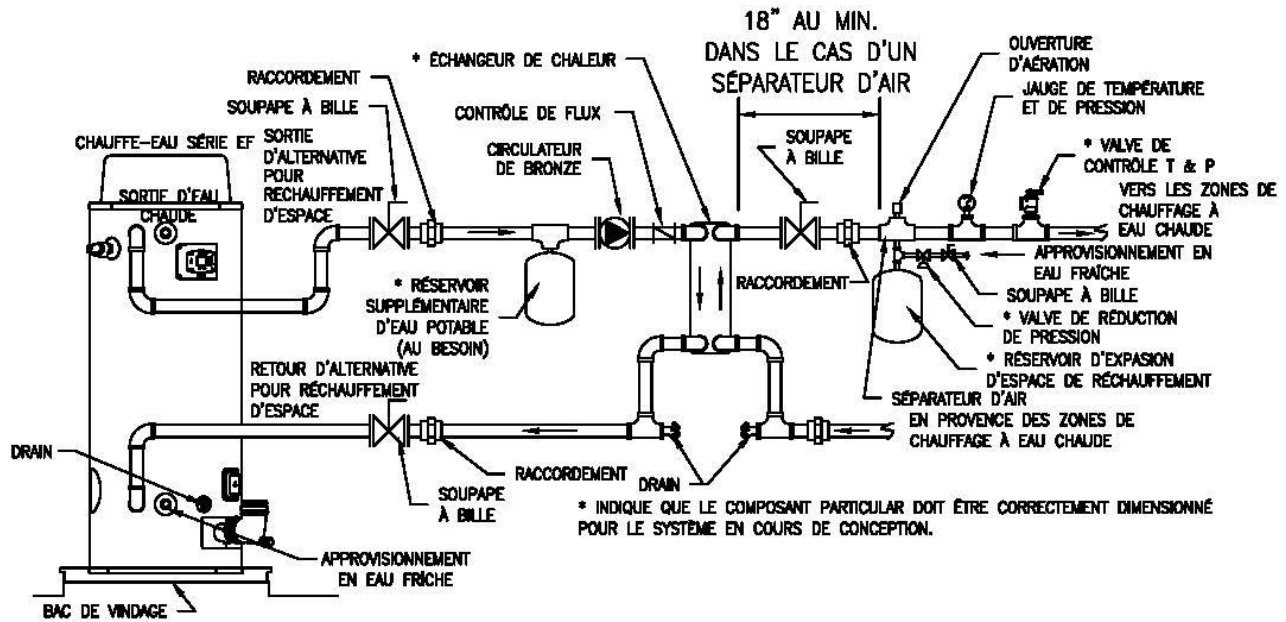 18" AU MIN.
DANS LE CAS D'UN
SÉPARATEUR D'AIR
OUVERTURE
D'AÉRATION
* ÉCHANGEUR DE CHALEUR
RACCORDEMENT
JAUGE DE TEMPÉRATURE
ET DE PRESSION
SOUPAPE À BILLE
CONTRÔLE DE FLUX
SOUPAPE
À BILLE
CHAUFFE-EAU SÉRIE EF
SORTIE
D'ALTERNATIVE
POUR
RECHAUFFEMENT
D'ESPACE
CIRCULATEUR
DE BRONZE
* VALVE DE
CONTRÔLE T & P
SORTIE D'EAU
CHAUDE
VERS LES ZONES DE
CHAUFFAGE À
EAU CHAUDE
APPROVISIONNEMENT EN
EAU FRAÎCHE
RACCORDEMENT
SOUPAPE À BILLE
* RÉSERVOIR
SUPPLÉMENTAIRE
D'EAU POTABLE
(AU BESOIN)
* VALVE DE RÉDUCTION
DE PRESSION
* RÉSERVOIR D'EXPASION
D'ESPACE DE RÉCHAUFFEMENT
RETOUR D'ALTERNATIVE
POUR RÉCHAUFFEMENT
D'ESPACE
SÉPARATEUR D'AIR
EN PROVENCE DES ZONES DE
CHAUFFAGE À EAU CHAUDE
DRAIN
RACCORDEMENT
DRAIN
SOUPAPE
À BILLE
* INDIQUE QUE LE COMPOSANT PARTICULAR DOIT ÊTRE CORRECTEMENT DIMENSIONNÉ
POUR LE SYSTÈME EN COURS DE CONCEPTION.
APPROVISIONNEMENT
EN EAU FRÎCHE
BAC DE VINDAGE